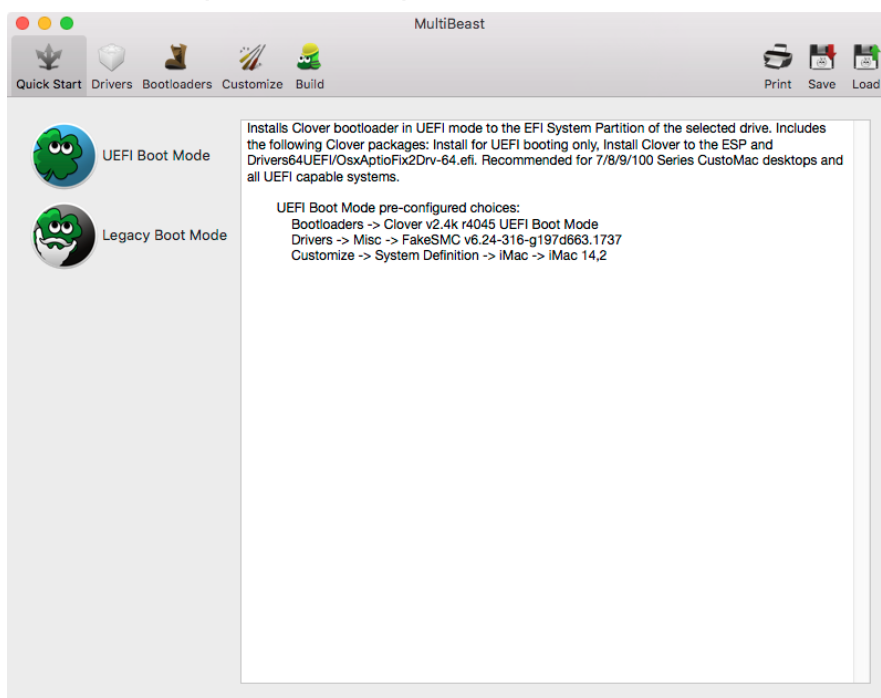 MultiBeast
Quick Start Drivers Bootloaders Customize Build Print Save Load
UEFI Boot Mode
Legacy Boot Mode
Installs Clover bootloader in UEFI mode to the EFI System Partition of the selected drive. Includes
the following Clover packages: Install for UEFI booting only, Install Clover to the ESP and
Drivers64UEFI/OsxAptioFix2Drv-64.efi. Recommended for 7/8/9/100 Series CustoMac desktops and
all UEFI capable systems.
UEFI Boot Mode pre-configured choices:
Bootloaders -> Clover v2.4k r4045 UEFI Boot Mode
Drivers -> Misc -> FakeSMC v6.24-316-g197d663.1737
Customize -> System Definition -> iMac -> iMac 14,2